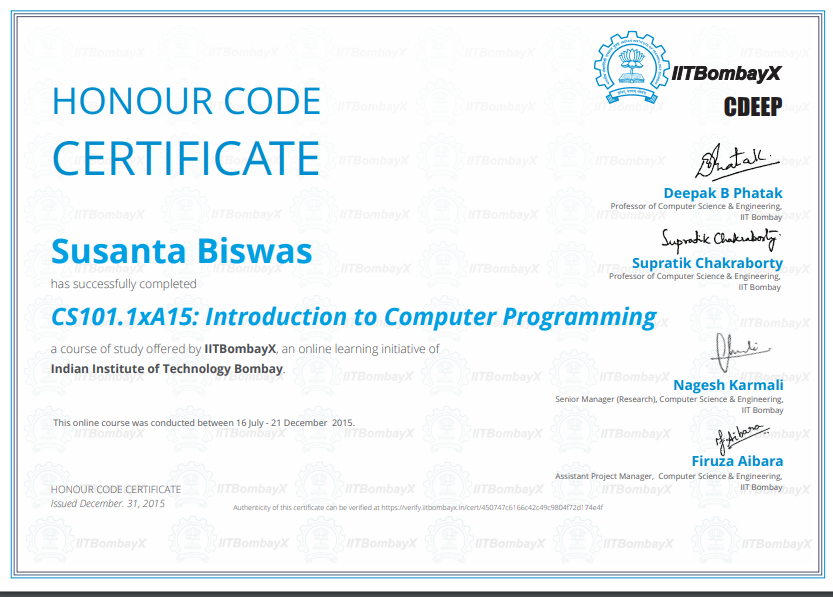 IITBombayX
CDEEP
HONOUR CODE
CERTIFICATE
Deepak B Phatak
Professor of Computer Science & Engineering,
IIT Bombay
Supratik Chakraborty
Supratik Chakraborty
Professor of Computer Science & Engineering,
IIT Bombay
Susanta Biswas
has successfully completed
CS101.1xA15: Introduction to Computer Programming
a course of study offered by IITBombayX, an online learning initiative of
Indian Institute of Technology Bombay.
Nagesh Karmali
Senior Manager (Research), Computer Science & Engineering,
IIT Bombay
This online course was conducted between 16 July - 21 December 2015.
Firuza Aibara
Assistant Project Manager, Computer Science & Engineering,
IIT Bombay
HONOUR CODE CERTIFICATE
Issued December. 31, 2015
Authenticity of this certificate can be verified at https://verify.iitbombayx.in/cert/450747c6166c42c49c9804f72d174e4f